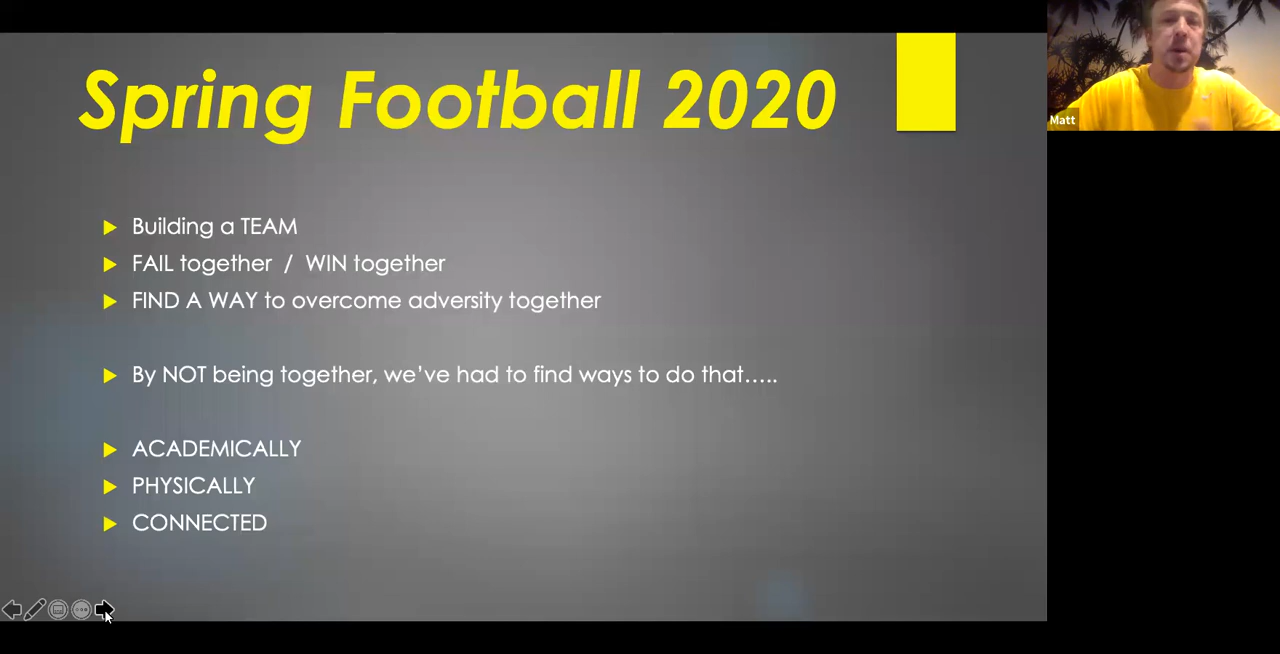 Spring Football 2020
Matt
Building a TEAM
FAIL together / WIN together
FIND A WAY to overcome adversity together
By NOT being together, we've had to find ways to do that.....
ACADEMICALLY
PHYSICALLY
CONNECTED